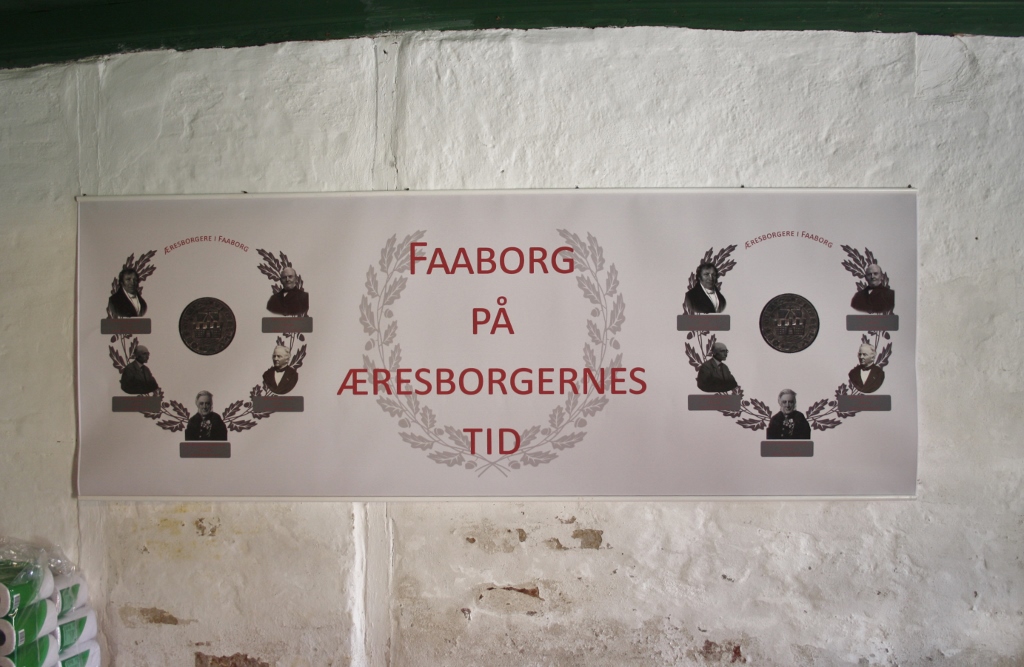 ÆRESBORGERE I FAABORG
FAABORG
PÅ
ÆRESBORGERNES
TID
ÆRESBORGERE I FAABORG